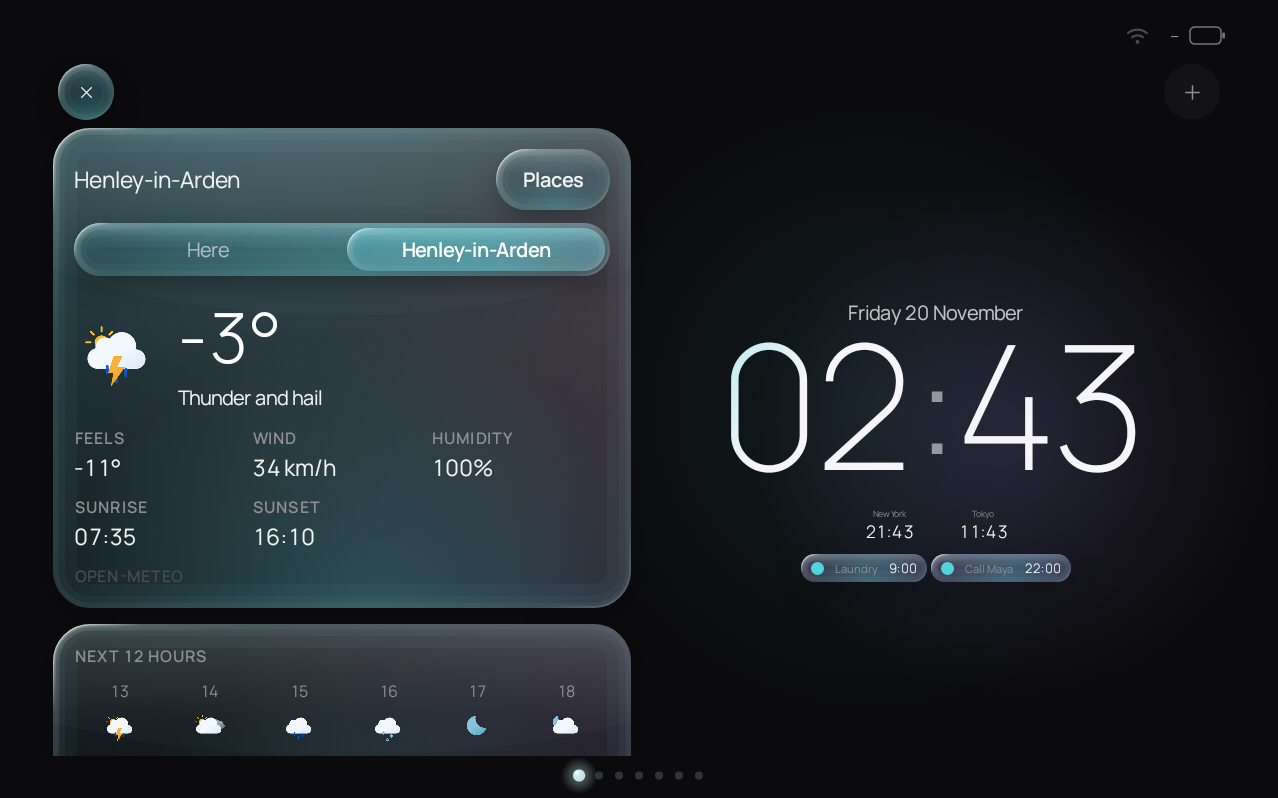 –
Henley-in-Arden
Places
Here
Henley-in-Arden
-3°
Thunder and hail
FEELS
WIND
HUMIDITY
-11°
34 km/h
100%
SUNRISE
SUNSET
07:35
16:10
OPEN-METEO
NEXT 12 HOURS
13 14 15 16 17 18
Friday 20 November
02:43
New York
Tokyo
21:43
11:43
Laundry 9:00
Call Maya 22:00